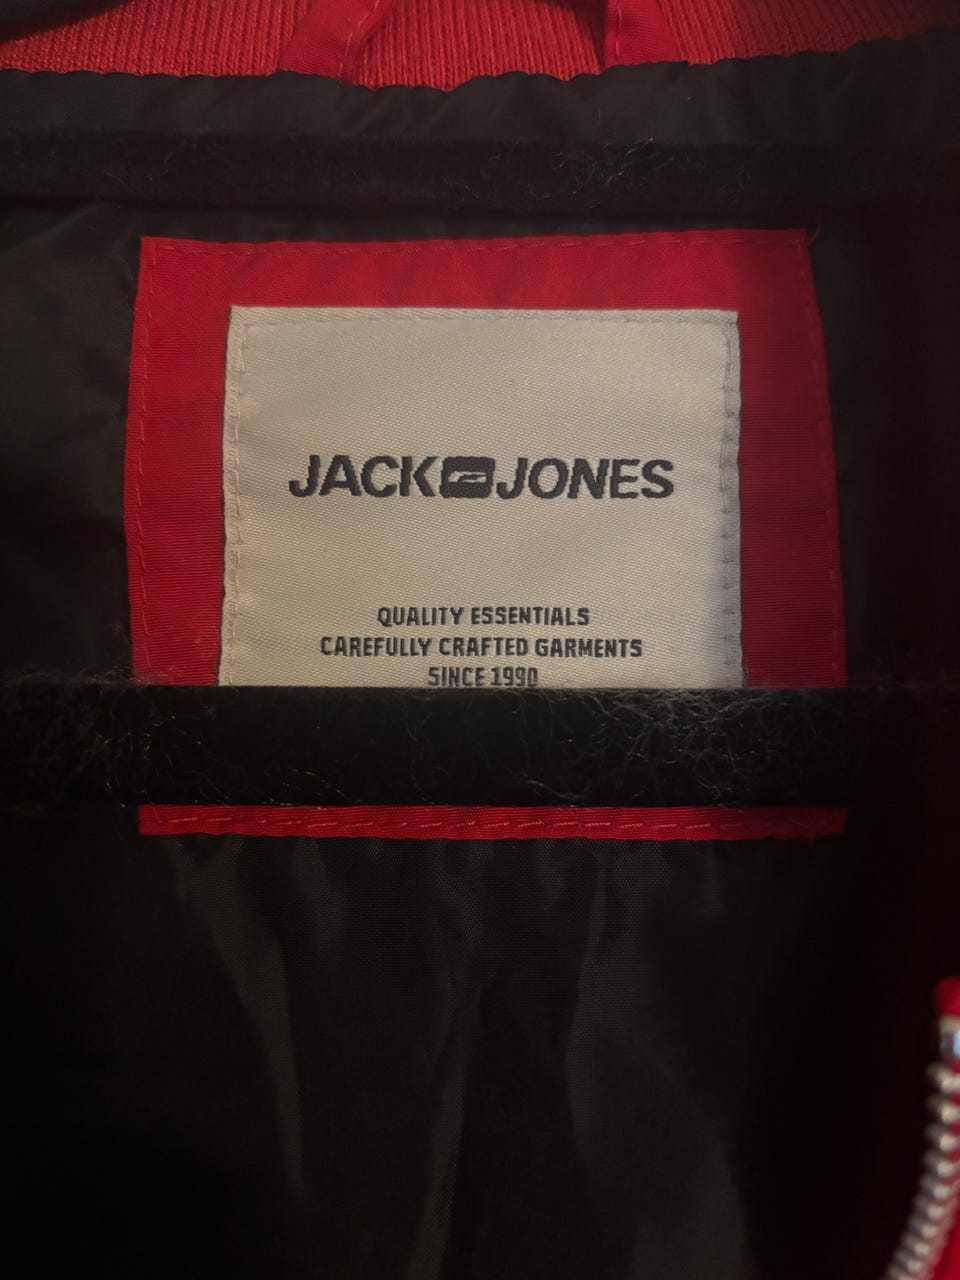 JACK JONES
QUALITY ESSENTIALS
CAREFULLY CRAFTED GARMENTS
SINCE 1990